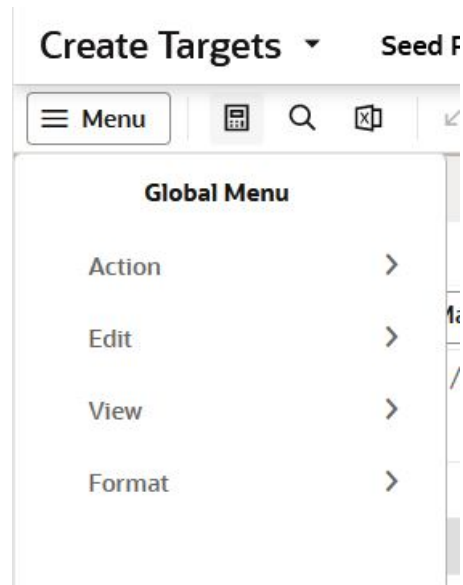 Create Targets Seed
Menu
Global Menu
Action
Edit
View
Format